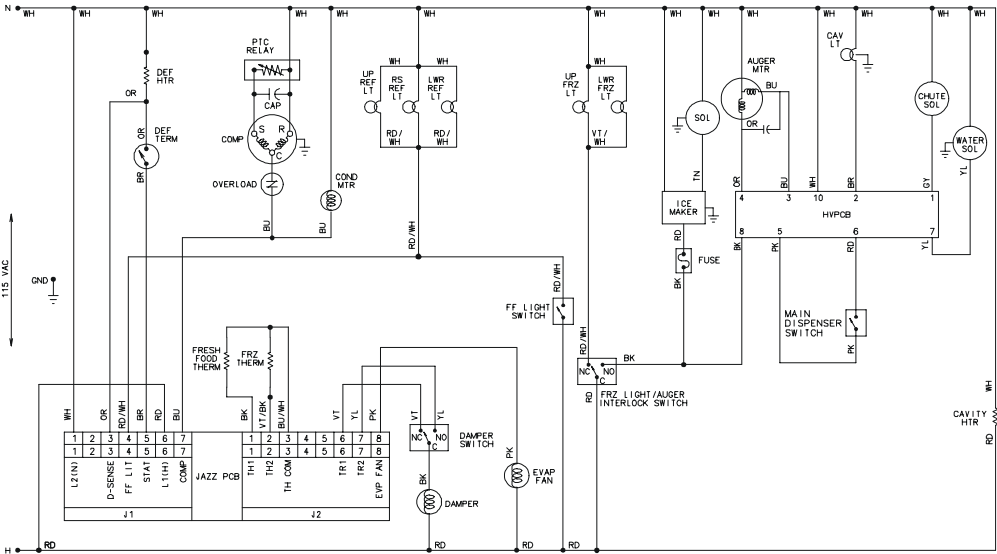 N
WH
WH
WH
WH
WH
WH
WH
WH
WH
WH
WH
WH
WH
PTC
RELAY
DEF
HTR
OR
OR
DEF
TERM
BR
CAP
S
R
C
COMP
OVERLOAD
COND
MTR
BU
BU
WH
WH
UP
REF
LT
RS
REF
LT
LWR
REF
LT
RD/
WH
RD/
WH
RD/WH
WH
WH
UP
FRZ
LT
LWR
FRZ
LT
VT/
WH
SOL
TN
AUGER
MTR
BU
OR
CAV
LT
CHUTE
SOL
WATER
SOL
YL
OR
BU
WH
BR
GY
4
3
10
2
1
HVPCB
8
5
6
7
BK
PK
RD
YL
ICE
MAKER
RD
FUSE
BK
115 VAC
GND
RD/WH
FF LIGHT
SWITCH
RD/WH
MAIN
DISPENSER
SWITCH
PK
NC
NO
C
BK
RD
FRZ LIGHT/AUGER
INTERLOCK SWITCH
WH
CAVITY
HTR
RD
FRESH
FOOD
THERM
FRZ
THERM
WH
OR
RD/WH
BR
RD
BU
BK
VT/BK
BU/WH
VT
YL
PK
VT
YL
NC
NO
C
DAMPER
SWITCH
BK
DAMPER
PK
EVAP
FAN
1 2 3 4 5 6 7
1 2 3 4 5 6 7
L2(N)
D-SENSE
FF LIT
STAT
L1(H)
COMP
J1
JAZZ PCB
1 2 3 4 5 6 7 8
1 2 3 4 5 6 7 8
TH1
TH2
TH COM
TR1
TR2
EVP FAN
J2
H
RD
RD
RD
RD
RD